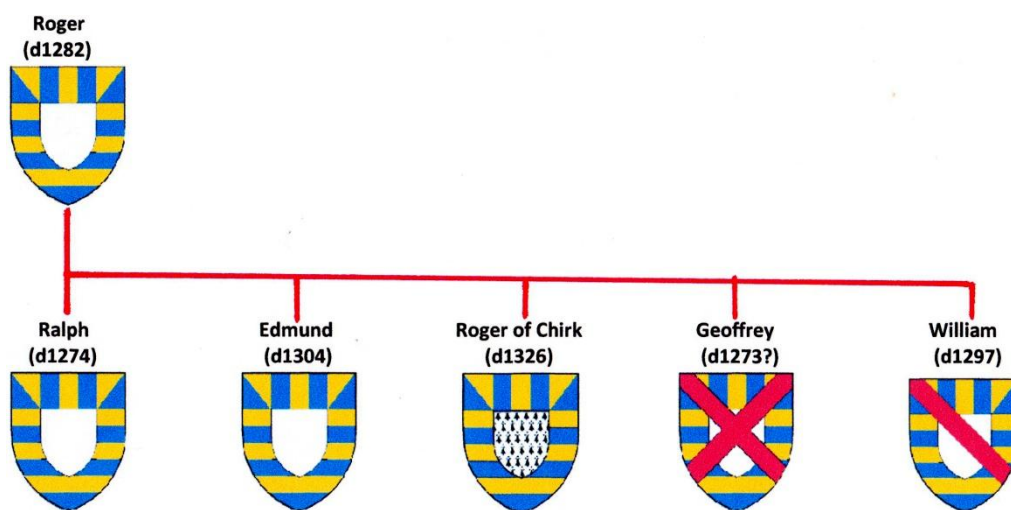 Roger
(d1282)
Ralph
(d1274)
Edmund
(d1304)
Roger of Chirk
(d1326)
Geoffrey
(d1273?)
William
(d1297)